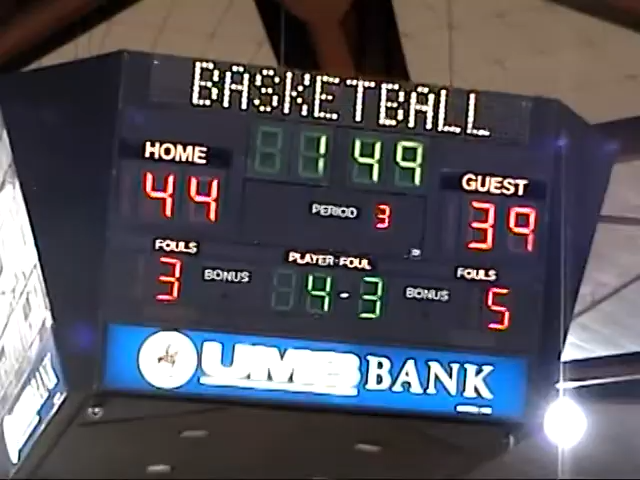 BASKETBALL
1 49
HOME
GUEST
44
PERIOD 3
39
FOULS
PLAYER-FOUL
FOULS
3
BONUS
4-3
BONUS
5
UMB BANK